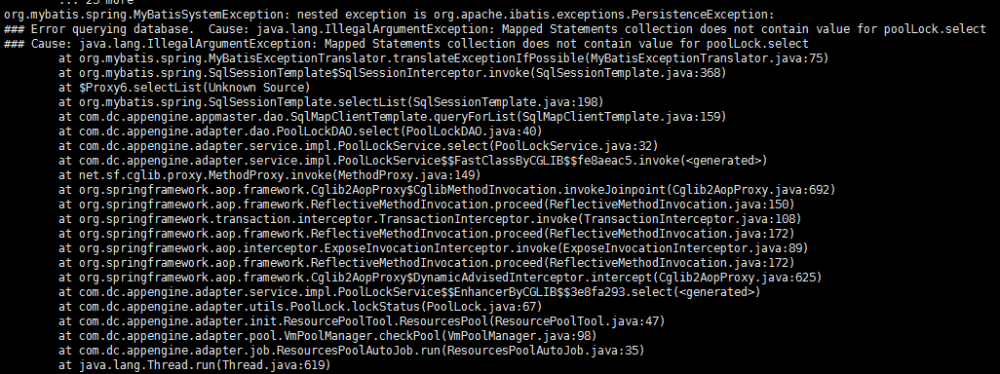 ... 25 more
org.mybatis.spring.MyBatisSystemException: nested exception is org.apache.ibatis.exceptions.PersistenceException:
### Error querying database.  Cause: java.lang.IllegalArgumentException: Mapped Statements collection does not contain value for poolLock.select
### Cause: java.lang.IllegalArgumentException: Mapped Statements collection does not contain value for poolLock.select
at org.mybatis.spring.MyBatisExceptionTranslator.translateExceptionIfPossible(MyBatisExceptionTranslator.java:75)
at org.mybatis.spring.SqlSessionTemplate$SqlSessionInterceptor.invoke(SqlSessionTemplate.java:368)
at $Proxy6.selectList(Unknown Source)
at org.mybatis.spring.SqlSessionTemplate.selectList(SqlSessionTemplate.java:198)
at com.dc.appengine.appmaster.dao.SqlMapClientTemplate.queryForList(SqlMapClientTemplate.java:159)
at com.dc.appengine.adapter.dao.PoolLockDAO.select(PoolLockDAO.java:40)
at com.dc.appengine.adapter.service.impl.PoolLockService.select(PoolLockService.java:32)
at com.dc.appengine.adapter.service.impl.PoolLockService$$FastClassByCGLIB$$fe8aeac5.invoke(<generated>)
at net.sf.cglib.proxy.MethodProxy.invoke(MethodProxy.java:149)
at org.springframework.aop.framework.Cglib2AopProxy$CglibMethodInvocation.invokeJoinpoint(Cglib2AopProxy.java:692)
at org.springframework.aop.framework.ReflectiveMethodInvocation.proceed(ReflectiveMethodInvocation.java:150)
at org.springframework.transaction.interceptor.TransactionInterceptor.invoke(TransactionInterceptor.java:108)
at org.springframework.aop.framework.ReflectiveMethodInvocation.proceed(ReflectiveMethodInvocation.java:172)
at org.springframework.aop.interceptor.ExposeInvocationInterceptor.invoke(ExposeInvocationInterceptor.java:89)
at org.springframework.aop.framework.ReflectiveMethodInvocation.proceed(ReflectiveMethodInvocation.java:172)
at org.springframework.aop.framework.Cglib2AopProxy$DynamicAdvisedInterceptor.intercept(Cglib2AopProxy.java:625)
at com.dc.appengine.adapter.service.impl.PoolLockService$$EnhancerByCGLIB$$3e8fa293.select(<generated>)
at com.dc.appengine.adapter.utils.PoolLock.lockStatus(PoolLock.java:67)
at com.dc.appengine.adapter.init.ResourcePoolTool.ResourcesPool(ResourcePoolTool.java:47)
at com.dc.appengine.adapter.pool.VmPoolManager.checkPool(VmPoolManager.java:98)
at com.dc.appengine.adapter.job.ResourcesPoolAutoJob.run(ResourcesPoolAutoJob.java:35)
at java.lang.Thread.run(Thread.java:619)